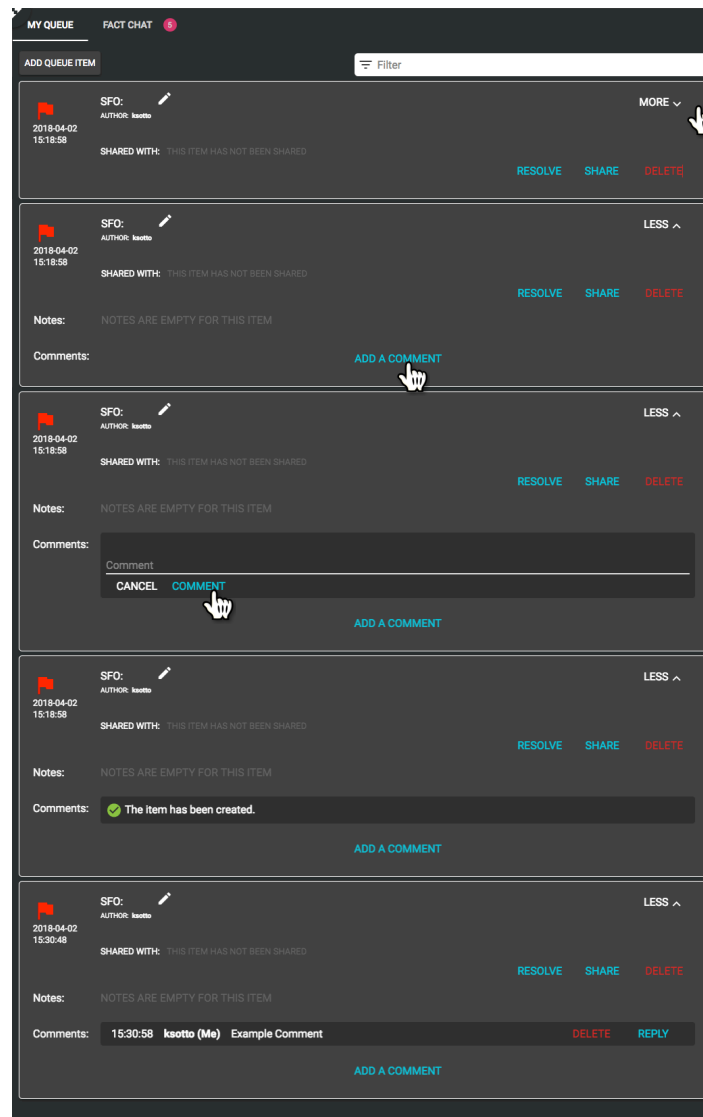 MY QUEUE FACT CHAT 5
ADD QUEUE ITEM Filter
SFO: MORE
AUTHOR: ksotto
2018-04-02
15:18:58
SHARED WITH: THIS ITEM HAS NOT BEEN SHARED
RESOLVE SHARE DELETE
SFO: LESS
AUTHOR: ksotto
2018-04-02
15:18:58
SHARED WITH: THIS ITEM HAS NOT BEEN SHARED
RESOLVE SHARE DELETE
Notes: NOTES ARE EMPTY FOR THIS ITEM
Comments: ADD A COMMENT
SFO: LESS
AUTHOR: ksotto
2018-04-02
15:18:58
SHARED WITH: THIS ITEM HAS NOT BEEN SHARED
RESOLVE SHARE DELETE
Notes: NOTES ARE EMPTY FOR THIS ITEM
Comments:
Comment
CANCEL COMMENT
ADD A COMMENT
SFO: LESS
AUTHOR: ksotto
2018-04-02
15:18:58
SHARED WITH: THIS ITEM HAS NOT BEEN SHARED
RESOLVE SHARE DELETE
Notes: NOTES ARE EMPTY FOR THIS ITEM
Comments: The item has been created.
ADD A COMMENT
SFO: LESS
AUTHOR: ksotto
2018-04-02
15:30:48
SHARED WITH: THIS ITEM HAS NOT BEEN SHARED
RESOLVE SHARE DELETE
Notes: NOTES ARE EMPTY FOR THIS ITEM
Comments: 15:30:58 ksotto (Me) Example Comment DELETE REPLY
ADD A COMMENT